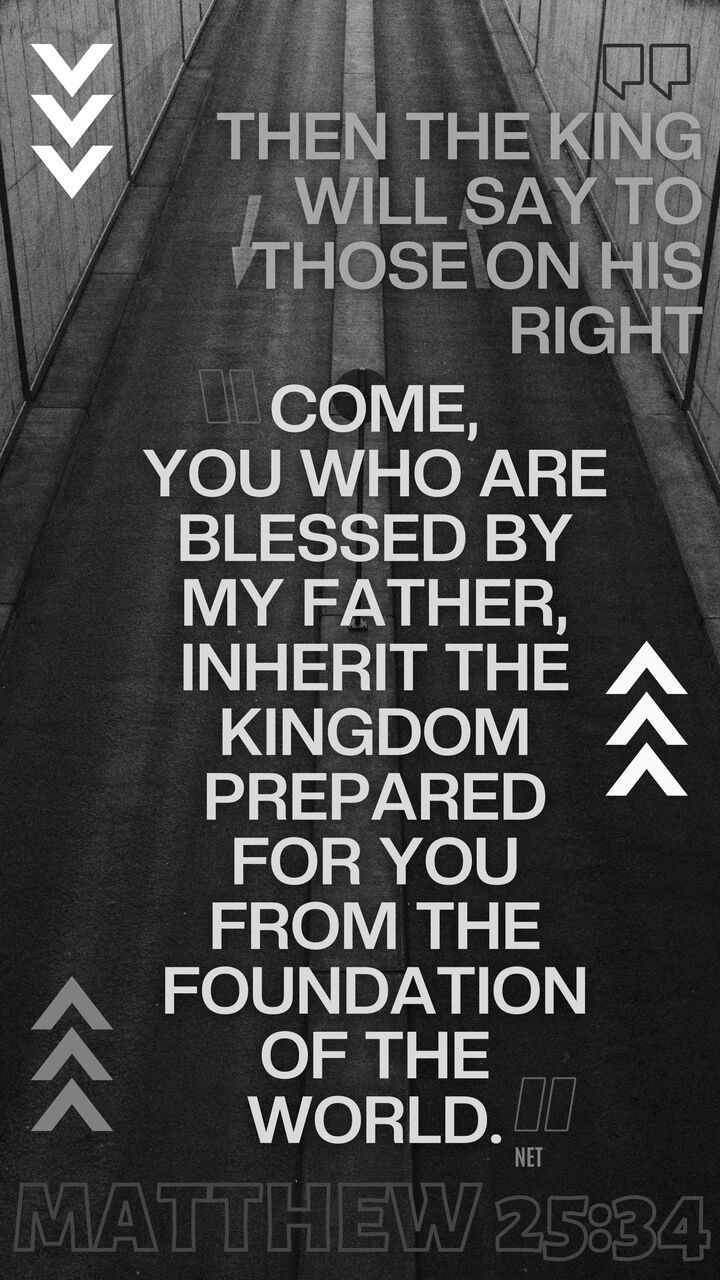 THEN THE KING
WILL SAY TO
THOSE ON HIS
RIGHT
"COME,
YOU WHO ARE
BLESSED BY
MY FATHER,
INHERIT THE
KINGDOM
PREPARED
FOR YOU
FROM THE
FOUNDATION
OF THE
WORLD."
NET
MATTHEW 25:34